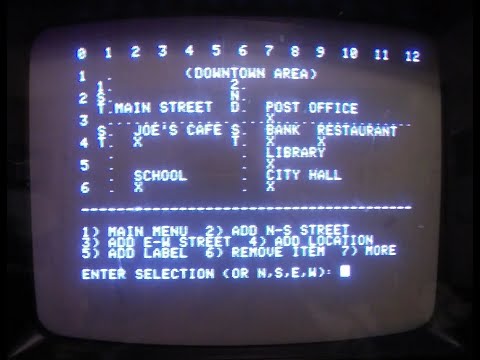 0 1 2 3 4 5 6 7 8 9 10 11 12
1 . (DOWNTOWN AREA)
1. 2.
2 S. N.
T.MAIN STREET D. POST OFFICE
3 X
S. JOE'S CAFE S. BANK RESTAURANT
4 T. X T. X X
. . LIBRARY
5 . . X
. SCHOOL . CITY HALL
6 . X . X
1) MAIN MENU 2) ADD N-S STREET
3) ADD E-W STREET 4) ADD LOCATION
5) ADD LABEL 6) REMOVE ITEM 7) MORE
ENTER SELECTION (OR N,S,E,W):